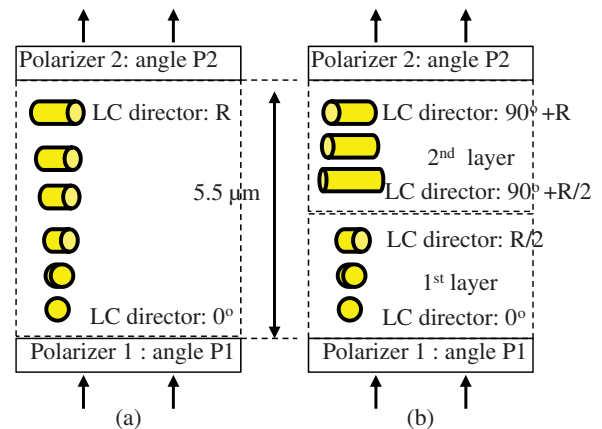 Polarizer 2: angle P2
LC director: R
5.5 µm
LC director: 0°
Polarizer 1 : angle P1
(a)
Polarizer 2: angle P2
LC director: 90° +R
2nd layer
LC director: 90° +R/2
LC director: R/2
1st layer
LC director: 0°
Polarizer 1 : angle P1
(b)